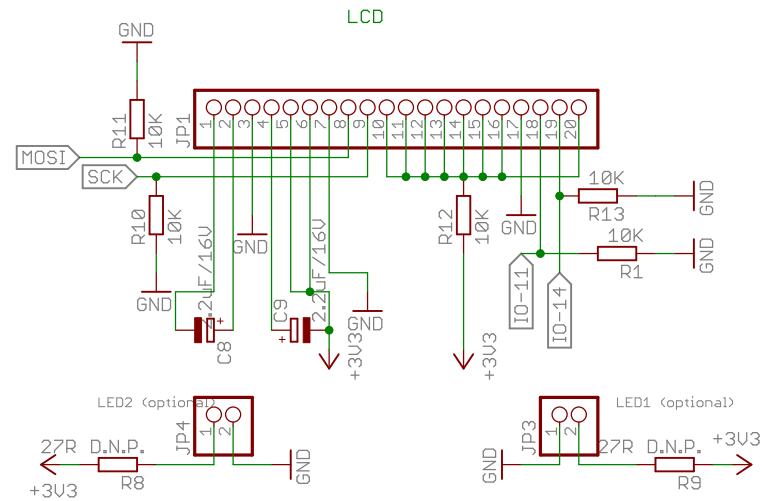 LCD
GND
R11
10K
JP1
1
2
3
4
5
6
7
8
9
10
11
12
13
14
15
16
17
18
19
20
MOSI
SCK
R10
10K
GND
2.2uF/16V
+
C8
GND
C9
2.2uF/16V
+
GND
+3V3
R12
10K
+3V3
GND
10K
R13
GND
10K
R1
GND
IO-11
IO-14
LED2 (optional)
JP4
1
2
27R
D.N.P.
R8
+3V3
GND
LED1 (optional)
JP3
1
2
GND
27R
D.N.P.
R9
+3V3